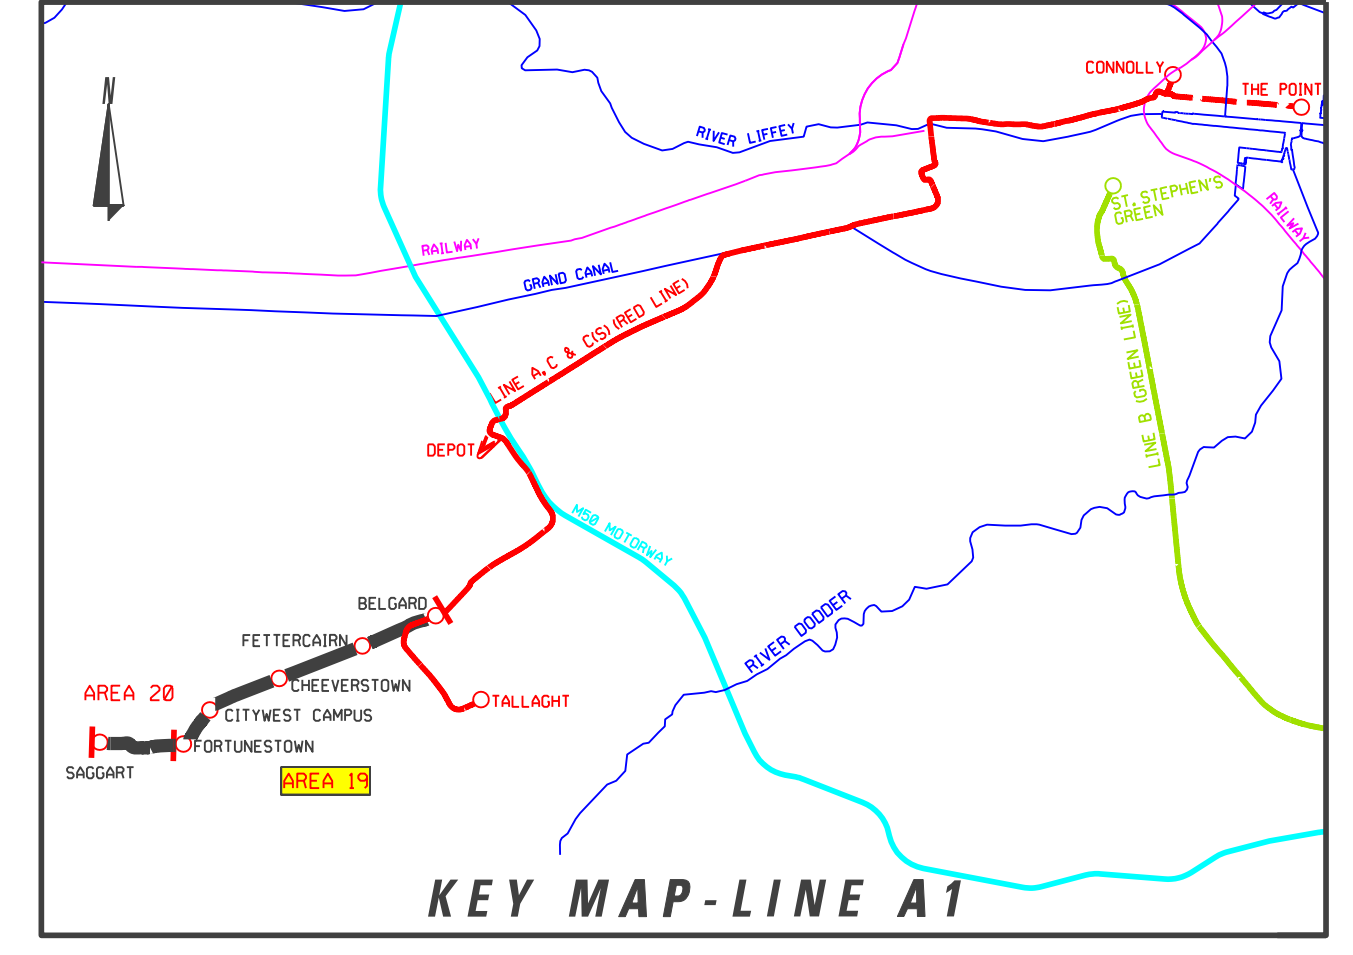 N
CONNOLLY
THE POINT
RIVER LIFFEY
ST. STEPHEN'S
GREEN
RAILWAY
RAILWAY
GRAND CANAL
LINE A,C & C(S)(RED LINE)
LINE B (GREEN LINE)
DEPOT
M50 MOTORWAY
BELGARD
RIVER DODDER
FETTERCAIRN
CHEEVERSTOWN
AREA 20
TALLAGHT
CITYWEST CAMPUS
FORTUNESTOWN
SAGGART
AREA 19
KEY MAP-LINE A1